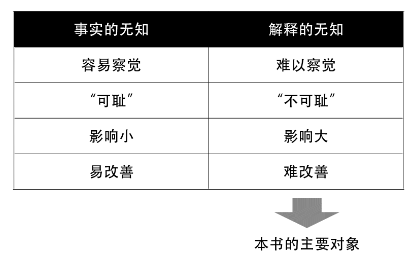 事实的无知 解释的无知
容易察觉 难以察觉
“可耻” “不可耻”
影响小 影响大
易改善 难改善
本书的主要对象